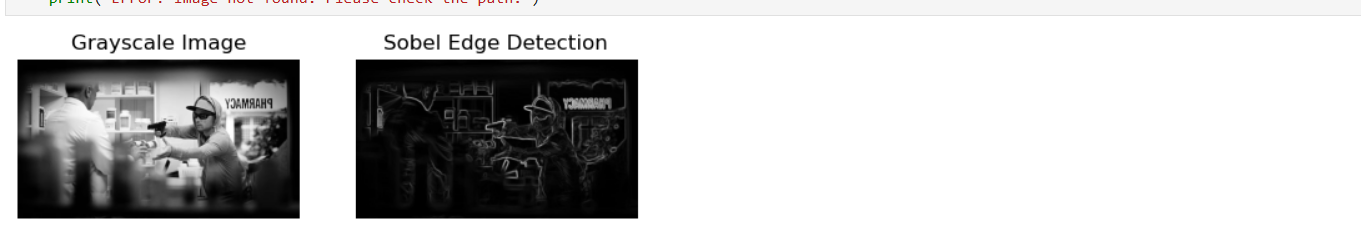 print("Error: Image not found. Please check the path.")
Grayscale Image
Sobel Edge Detection
PHARMACY
PHARMACY